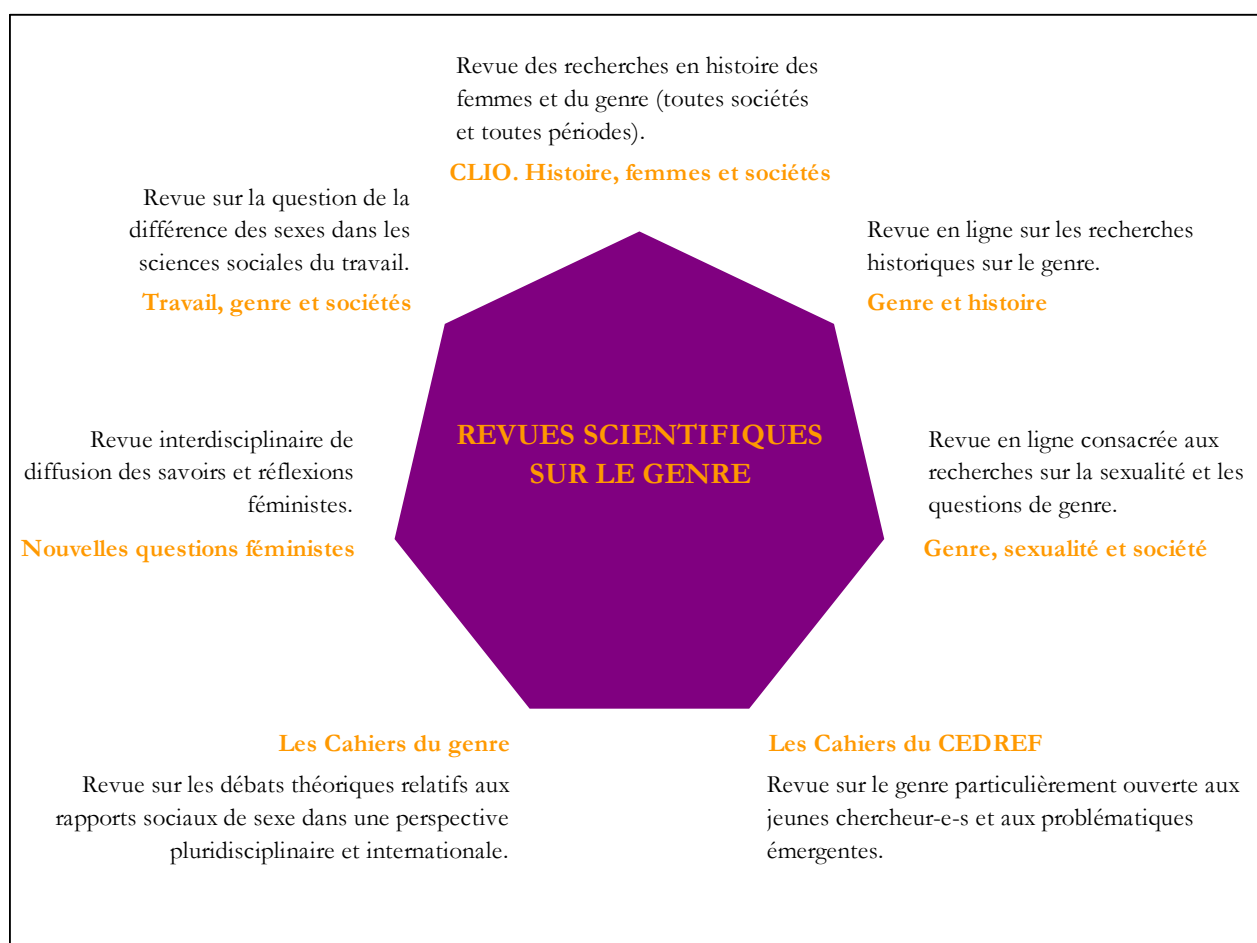 Revue des recherches en histoire des
femmes et du genre (toutes sociétés
et toutes périodes).
CLIO. Histoire, femmes et sociétés
Revue sur la question de la
différence des sexes dans les
sciences sociales du travail.
Travail, genre et sociétés
Revue en ligne sur les recherches
historiques sur le genre.
Genre et histoire
REVUES SCIENTIFIQUES
SUR LE GENRE
Revue interdisciplinaire de
diffusion des savoirs et réflexions
féministes.
Nouvelles questions féministes
Revue en ligne consacrée aux
recherches sur la sexualité et les
questions de genre.
Genre, sexualité et société
Les Cahiers du genre
Revue sur les débats théoriques relatifs aux
rapports sociaux de sexe dans une perspective
pluridisciplinaire et internationale.
Les Cahiers du CEDREF
Revue sur le genre particulièrement ouverte aux
jeunes chercheur-e-s et aux problématiques
émergentes.